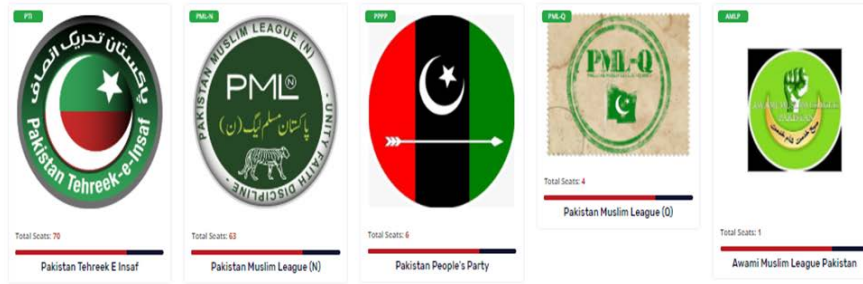 PTI
پاکستان تحریک انصاف
Pakistan Tehreek-e-Insaf
Total Seats: 70
Pakistan Tehreek E Insaf
PML-N
PAKISTAN MUSLIM LEAGUE (N)
PML N
پاکستان مسلم لیگ (ن)
UNITY FAITH DISCIPLINE
Total Seats: 63
Pakistan Muslim League (N)
PPPP
Total Seats: 6
Pakistan People's Party
PML-Q
PML-Q
Total Seats: 4
Pakistan Muslim League (Q)
AMLP
Total Seats: 1
Awami Muslim League Pakistan